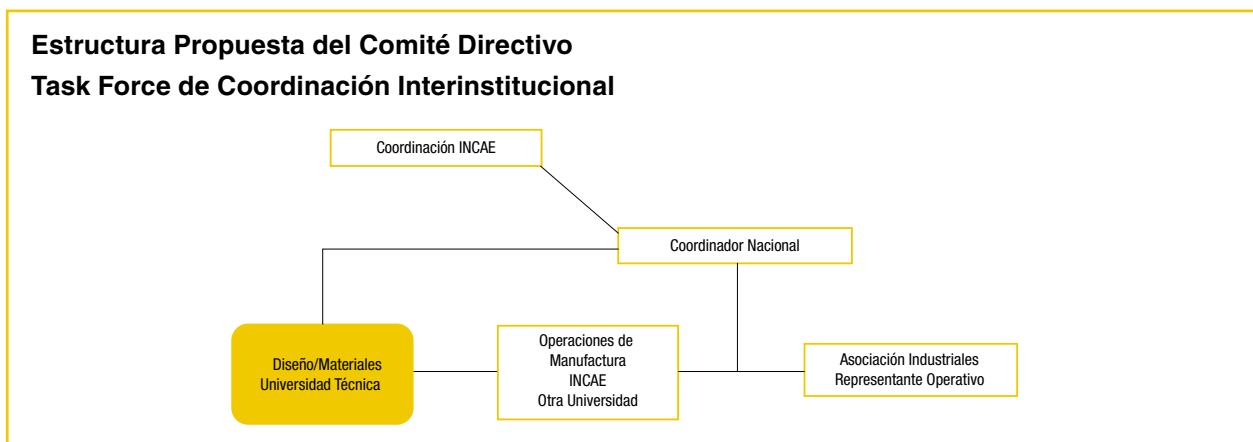 Estructura Propuesta del Comité Directivo
Task Force de Coordinación Interinstitucional
Coordinación INCAE
Coordinador Nacional
Diseño/Materiales
Universidad Técnica
Operaciones de
Manufactura
INCAE
Otra Universidad
Asociación Industriales
Representante Operativo